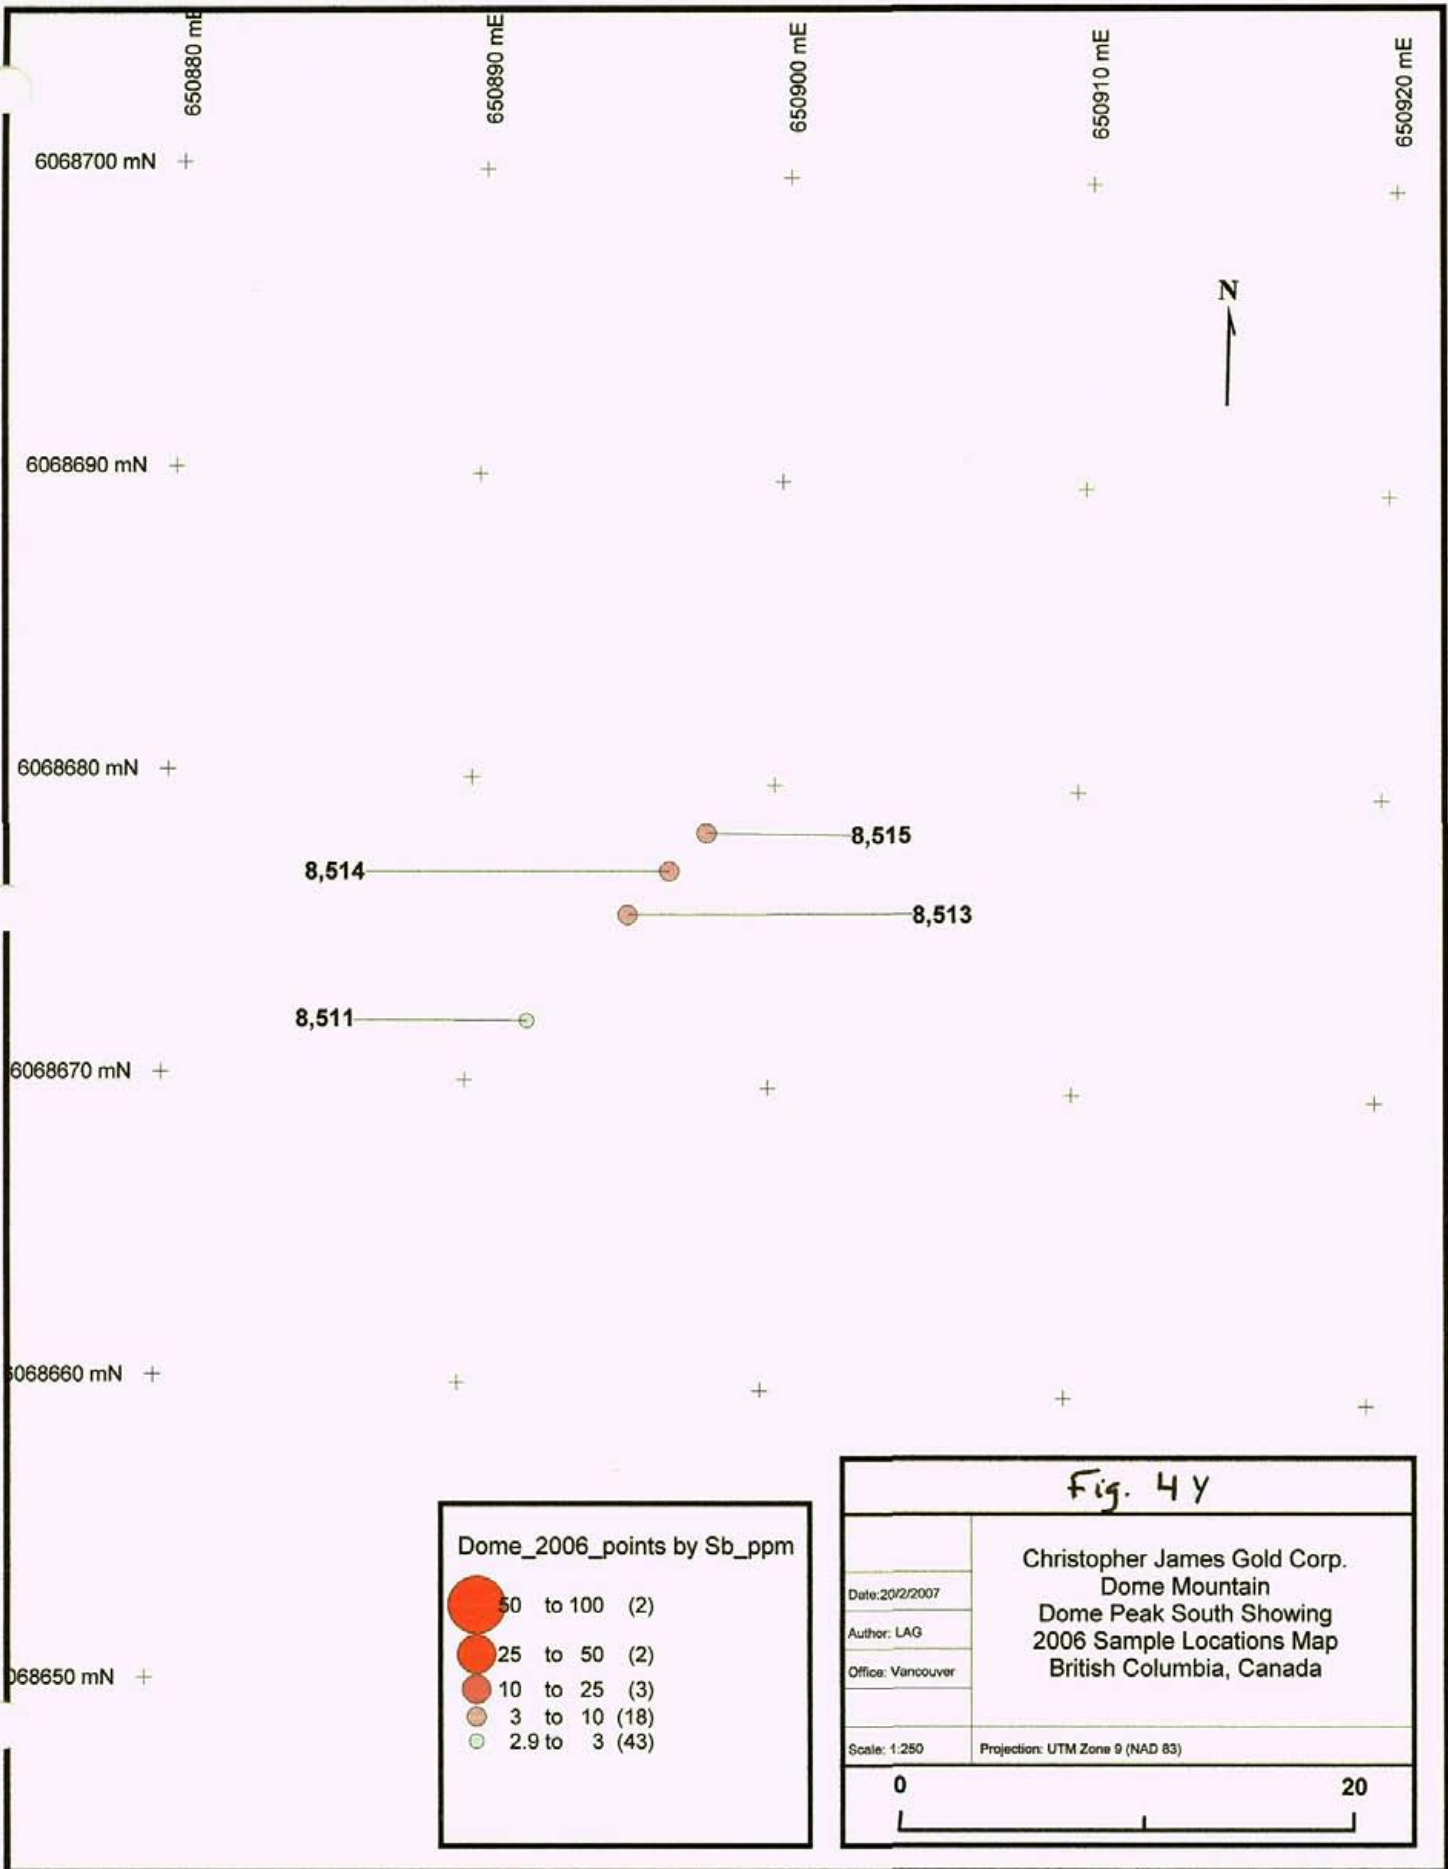 650880 mE
650890 mE
650900 mE
650910 mE
650920 mE
6068700 mN
N
6068690 mN
6068680 mN
8,515
8,514
8,513
8,511
6068670 mN
6068660 mN
068650 mN
Dome_2006_points by Sb_ppm
50 to 100 (2)
25 to 50 (2)
10 to 25 (3)
3 to 10 (18)
2.9 to 3 (43)
Fig. 4 Y
Christopher James Gold Corp.
Dome Mountain
Dome Peak South Showing
2006 Sample Locations Map
British Columbia, Canada
Date:20/2/2007
Author: LAG
Office: Vancouver
Scale: 1:250
Projection: UTM Zone 9 (NAD 83)
0 20